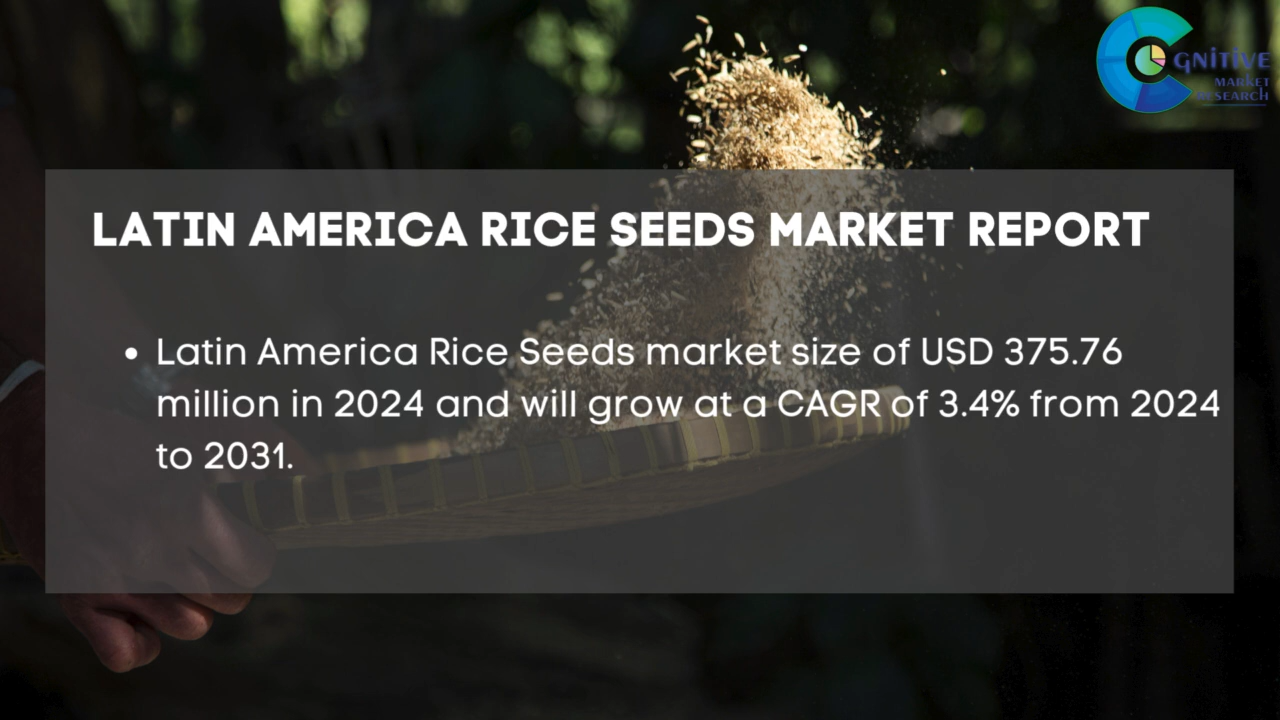 GNITIVE
MARKET
RESEARCH
LATIN AMERICA RICE SEEDS MARKET REPORT
• Latin America Rice Seeds market size of USD 375.76
million in 2024 and will grow at a CAGR of 3.4% from 2024
to 2031.